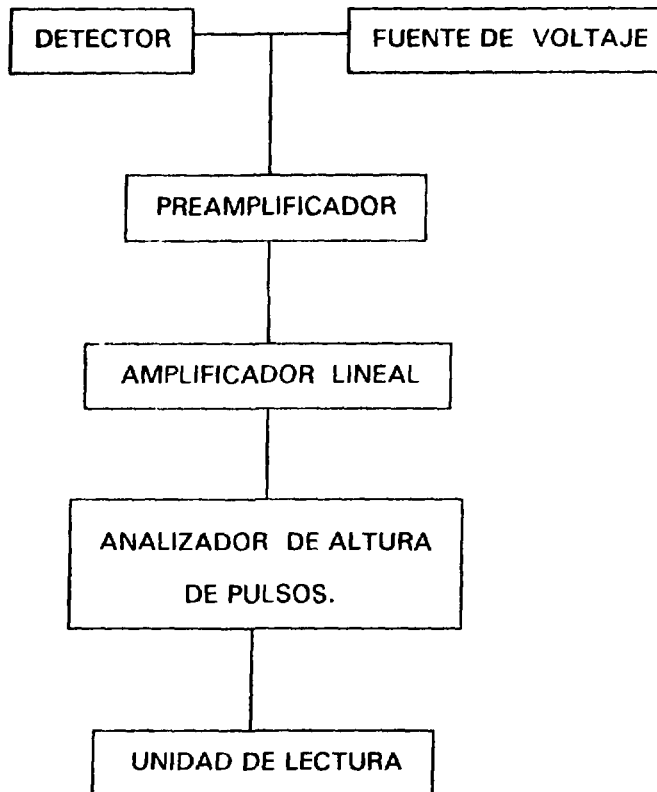 DETECTOR
FUENTE DE VOLTAJE
PREAMPLIFICADOR
AMPLIFICADOR LINEAL
ANALIZADOR DE ALTURA
DE PULSOS.
UNIDAD DE LECTURA